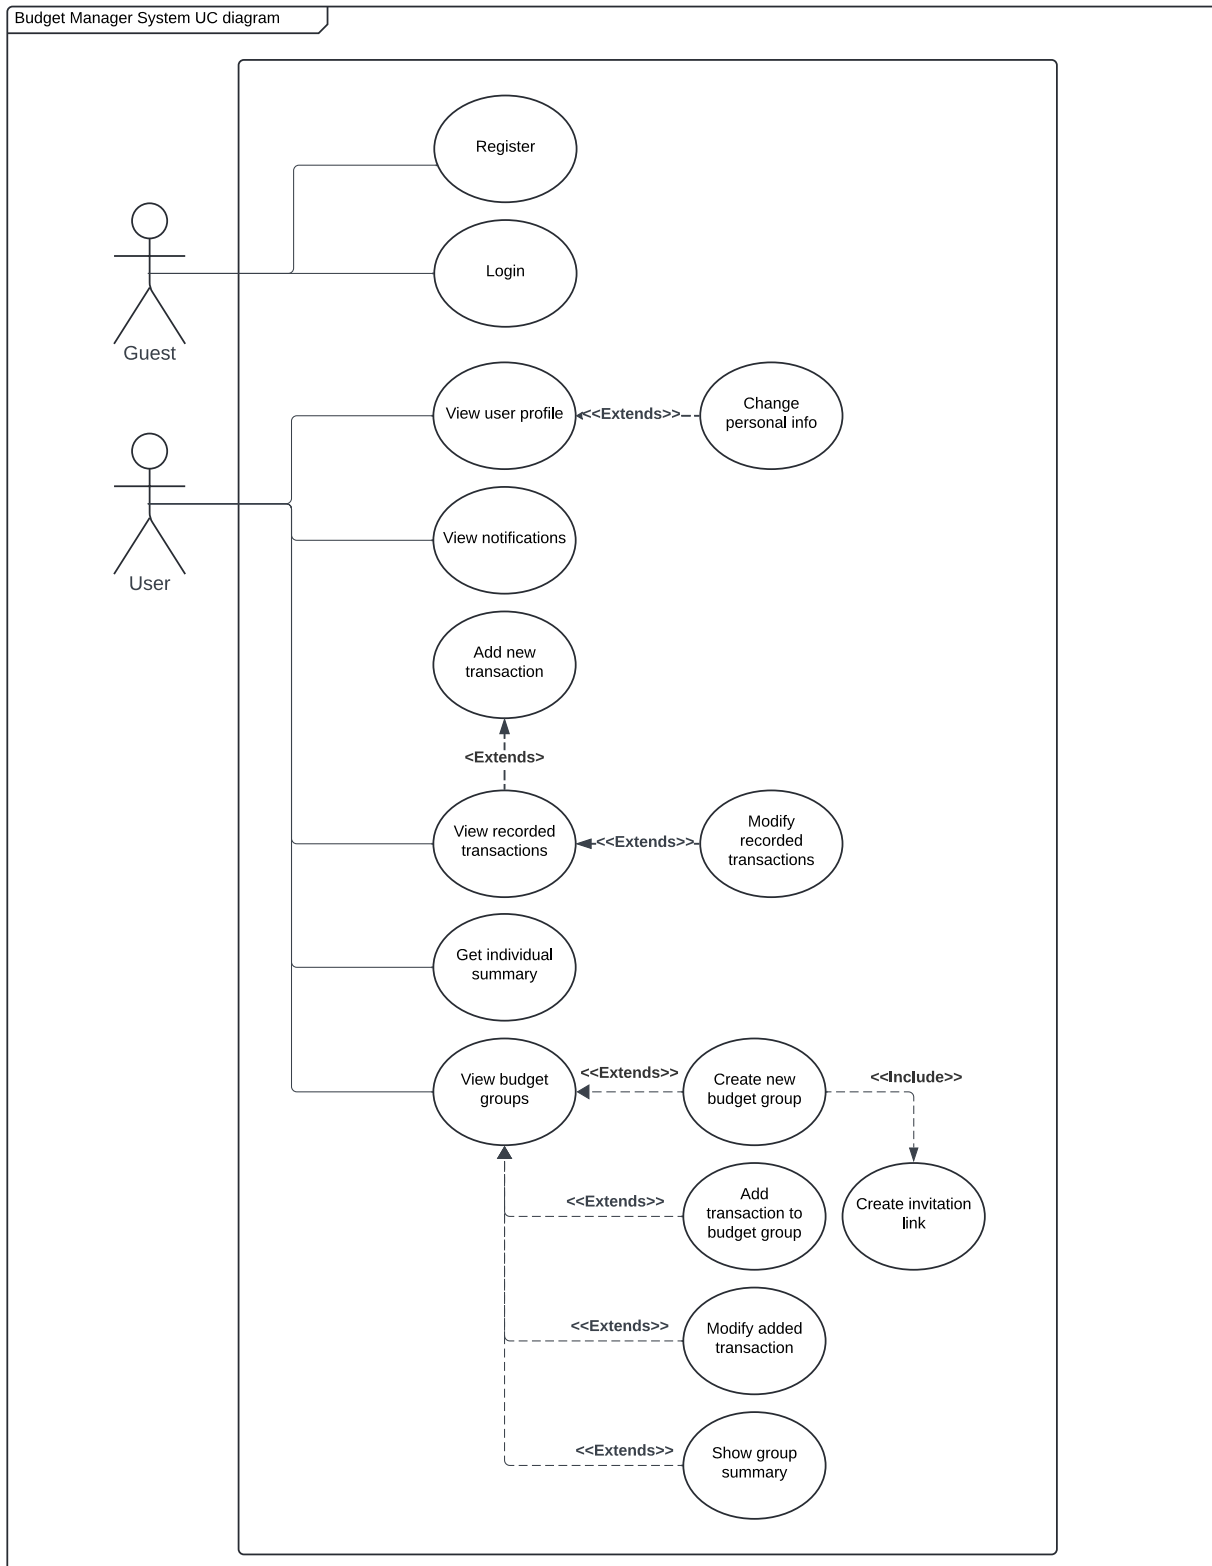 Budget Manager System UC diagram
Register
Login
Guest
View user profile
<<Extends>>
Change
personal info
User
View notifications
Add new
transaction
<Extends>
View recorded
transactions
<<Extends>>
Modify
recorded
transactions
Get individual
summary
View budget
groups
<<Extends>>
Create new
budget group
<<Include>>
Create invitation
link
<<Extends>>
Add
transaction to
budget group
<<Extends>>
Modify added
transaction
<<Extends>>
Show group
summary